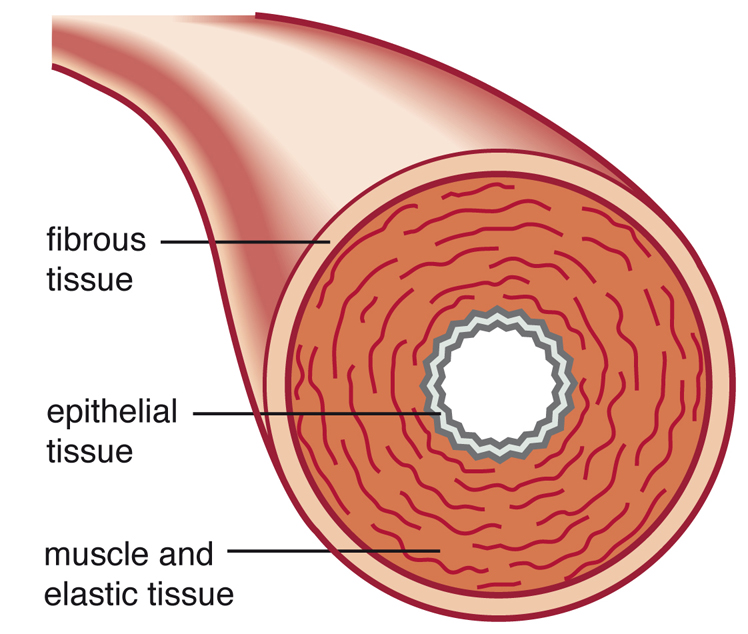 fibrous
tissue
epithelial
tissue
muscle and
elastic tissue